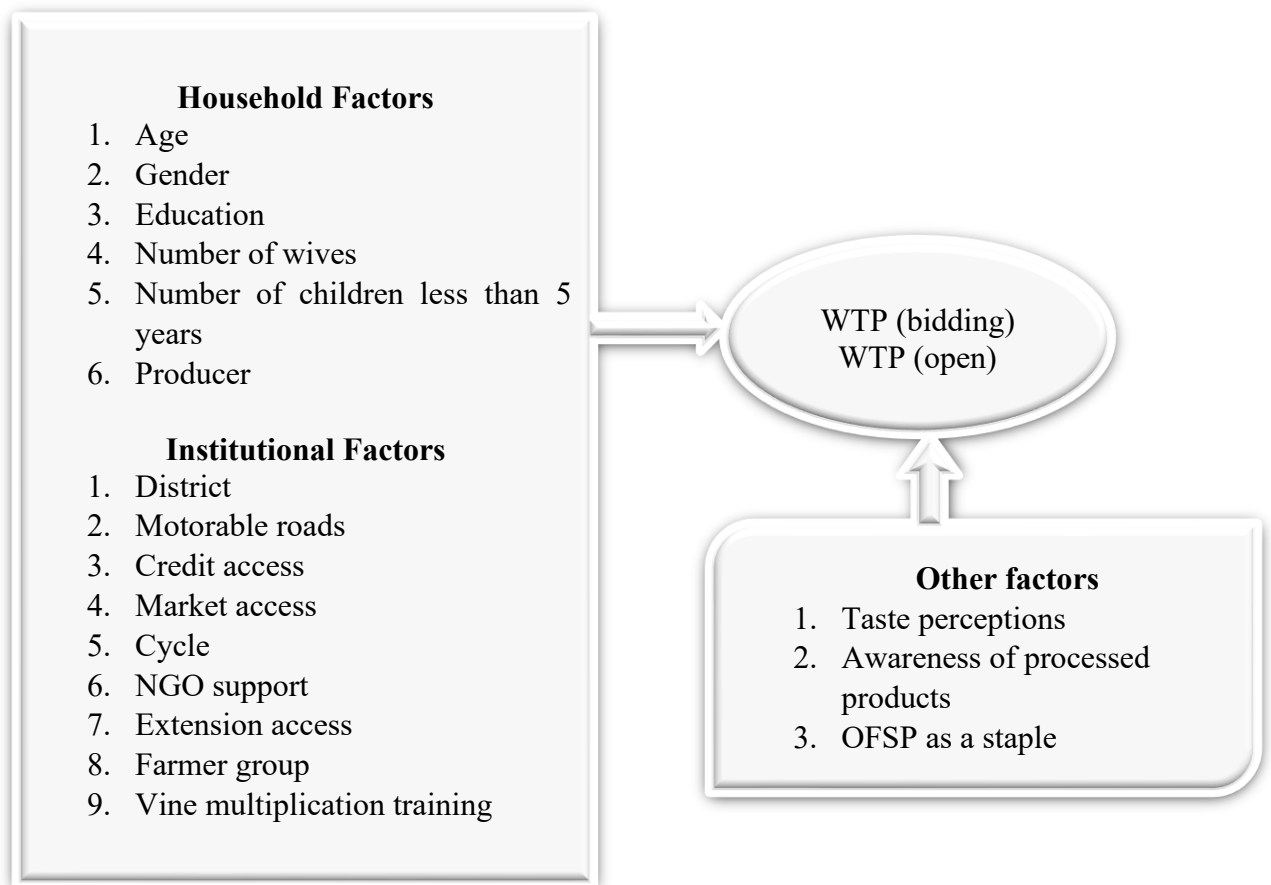 Household Factors
1. Age
2. Gender
3. Education
4. Number of wives
5. Number of children less than 5
years
6. Producer
Institutional Factors
1. District
2. Motorable roads
3. Credit access
4. Market access
5. Cycle
6. NGO support
7. Extension access
8. Farmer group
9. Vine multiplication training
WTP (bidding)
WTP (open)
Other factors
1. Taste perceptions
2. Awareness of processed
products
3. OFSP as a staple